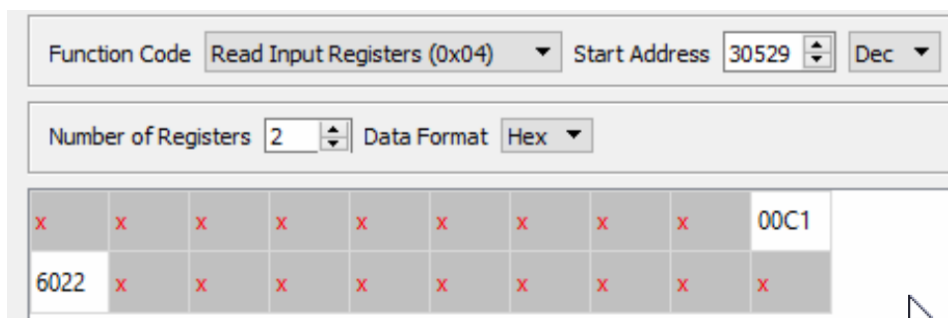 Function Code Read Input Registers (0x04) Start Address 30529 Dec
Number of Registers 2 Data Format Hex
x x x x x x x x x 00C1
6022 x x x x x x x x x